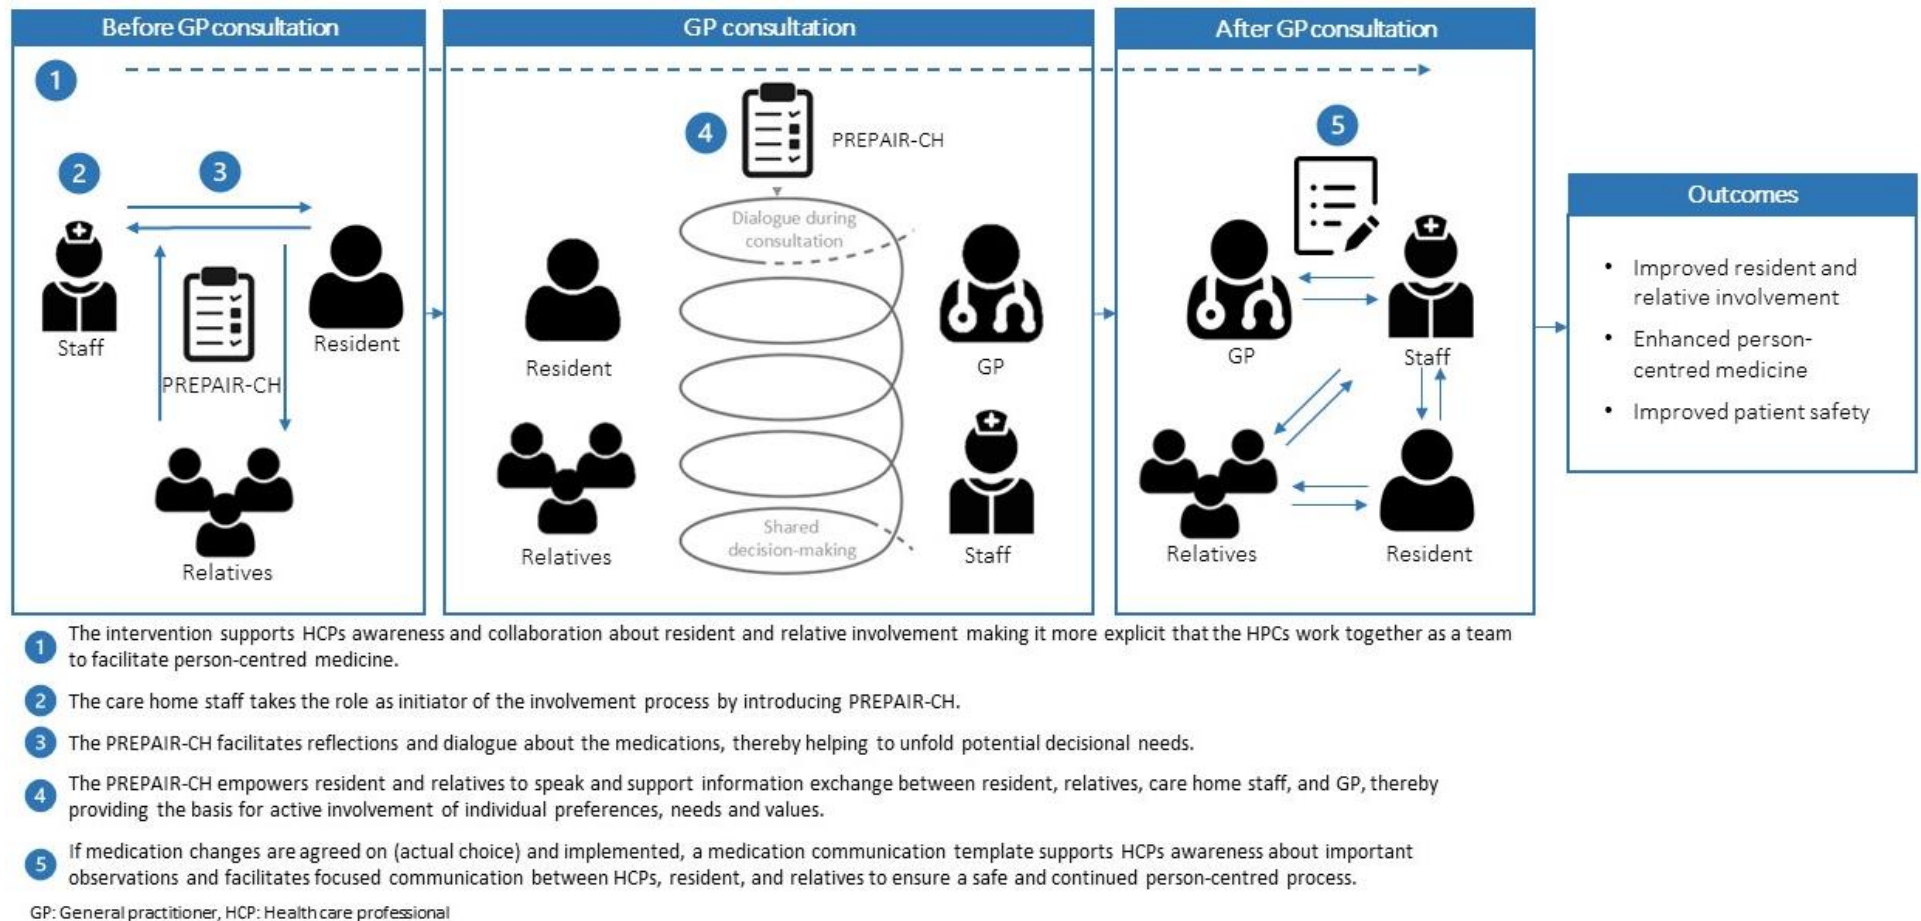 Before GP consultation
GP consultation
After GP consultation
1
2
3
Staff
Resident
PREPAIR-CH
Relatives
4
PREPAIR-CH
Dialogue during
consultation
Resident
GP
Relatives
Shared
decision-making
Staff
5
GP
Staff
Relatives
Resident
Outcomes
• Improved resident and
relative involvement
• Enhanced person-
centred medicine
• Improved patient safety
1 The intervention supports HCPs awareness and collaboration about resident and relative involvement making it more explicit that the HPCs work together as a team
to facilitate person-centred medicine.
2 The care home staff takes the role as initiator of the involvement process by introducing PREPAIR-CH.
3 The PREPAIR-CH facilitates reflections and dialogue about the medications, thereby helping to unfold potential decisional needs.
4 The PREPAIR-CH empowers resident and relatives to speak and support information exchange between resident, relatives, care home staff, and GP, thereby
providing the basis for active involvement of individual preferences, needs and values.
5 If medication changes are agreed on (actual choice) and implemented, a medication communication template supports HCPs awareness about important
observations and facilitates focused communication between HCPs, resident, and relatives to ensure a safe and continued person-centred process.
GP: General practitioner, HCP: Health care professional